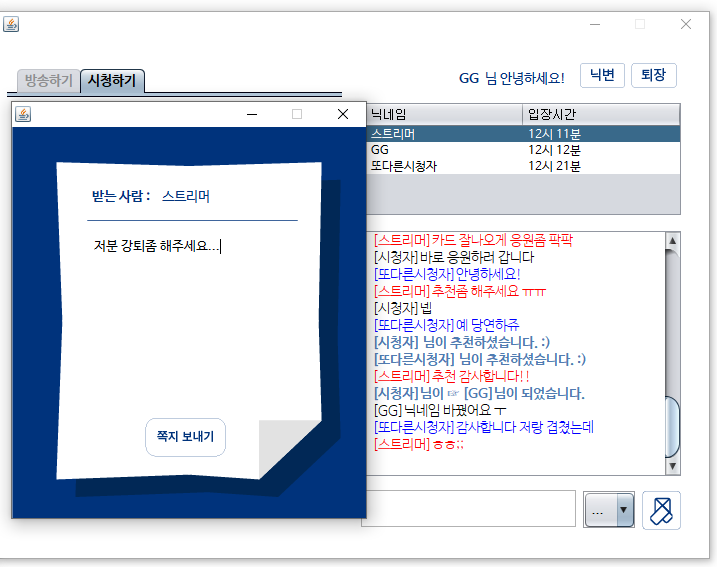 방송하기 시청하기
GG 님 안녕하세요! 닉변 퇴장
닉네임 입장시간
스트리머 12시 11분
GG 12시 12분
또다른시청자 12시 21분
받는 사람 : 스트리머
저분 강퇴좀 해주세요...
쪽지 보내기
[스트리머]카드 잘나오게 응원좀 팍팍
[시청자]바로 응원하러 갑니다
[또다른시청자]안녕하세요!
[스트리머]추천좀 해주세요 ㅠㅠ
[시청자]넵
[또다른시청자]예 당연하쥬
[시청자] 님이 추천하셨습니다. :)
[또다른시청자] 님이 추천하셨습니다. :)
[스트리머]추천 감사합니다!!
[시청자]님이 ☞ [GG]님이 되었습니다.
[GG]닉네임 바꿨어요 ㅜ
[또다른시청자]감사합니다 저랑 겹쳤는데
[스트리머]ㅎㅎ;;
...